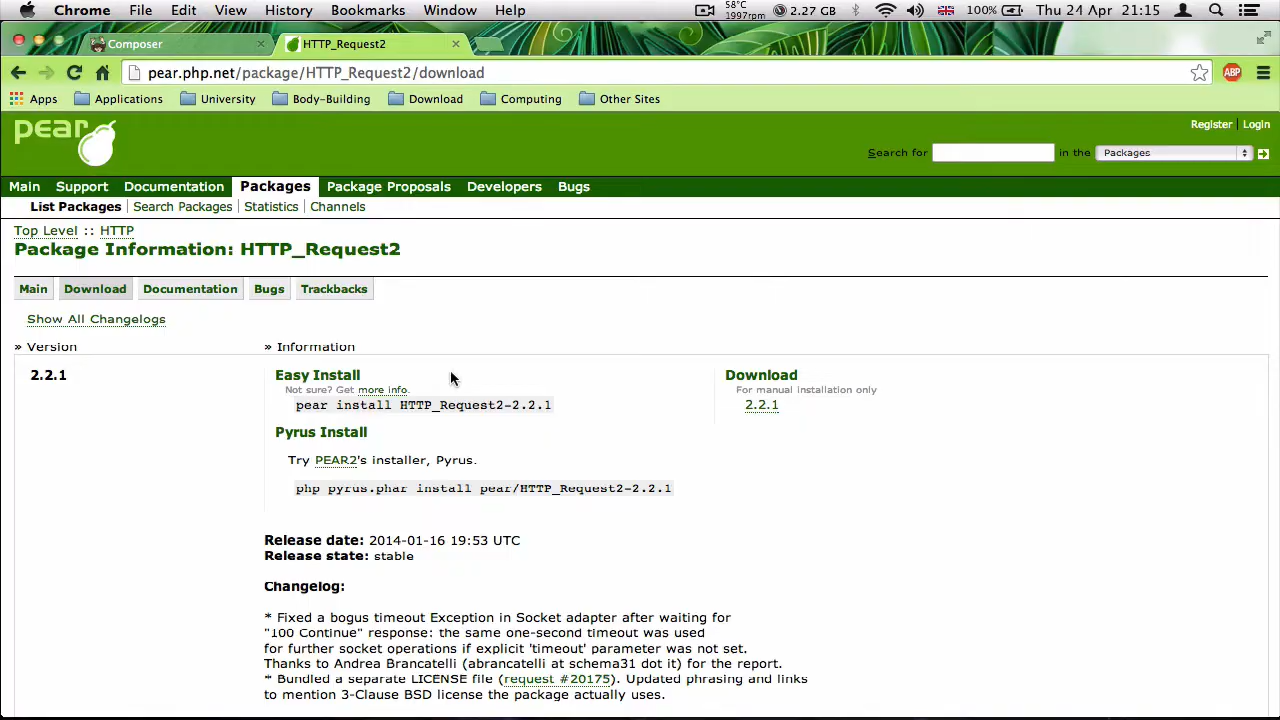 Chrome File Edit View History Bookmarks Window Help 58°C 1997rpm 2.27 GB 100% Thu 24 Apr 21:15
Composer × HTTP_Request2 ×
pear.php.net/package/HTTP_Request2/download ABP
Apps Applications University Body-Building Download Computing Other Sites
pear
Register | Login
Search for in the Packages
Main Support Documentation Packages Package Proposals Developers Bugs
List Packages | Search Packages | Statistics | Channels
Top Level :: HTTP
Package Information: HTTP_Request2
Main Download Documentation Bugs Trackbacks
Show All Changelogs
» Version » Information
2.2.1 Easy Install Download
Not sure? Get more info. For manual installation only
pear install HTTP_Request2-2.2.1 2.2.1
Pyrus Install
Try PEAR2's installer, Pyrus.
php pyrus.phar install pear/HTTP_Request2-2.2.1
Release date: 2014-01-16 19:53 UTC
Release state: stable
Changelog:
* Fixed a bogus timeout Exception in Socket adapter after waiting for
"100 Continue" response: the same one-second timeout was used
for further socket operations if explicit 'timeout' parameter was not set.
Thanks to Andrea Brancatelli (abrancatelli at schema31 dot it) for the report.
* Bundled a separate LICENSE file (request #20175). Updated phrasing and links
to mention 3-Clause BSD license the package actually uses.